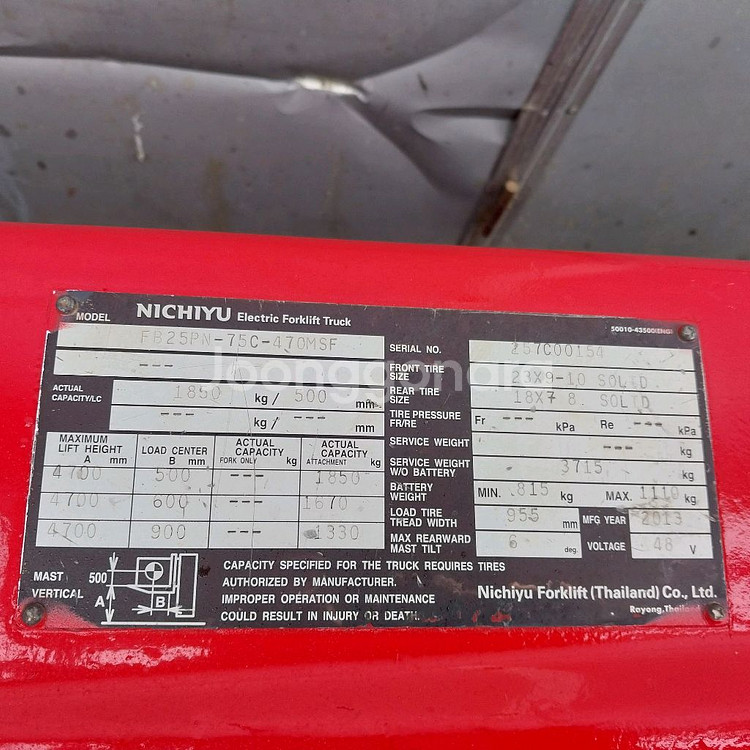 NICHIYU Electric Forklift Truck
50010-43500(ENG)
MODEL FB25PN-75C-470MSF
---
ACTUAL CAPACITY/LC 1850 kg / 500 mm
--- kg / --- mm
MAXIMUM LIFT HEIGHT A mm LOAD CENTER B mm ACTUAL CAPACITY FORK ONLY kg ACTUAL CAPACITY ATTACHMENT kg
4700 500 --- 1850
4700 600 --- 1670
4700 900 --- 1330
SERIAL NO. 257C00154
FRONT TIRE SIZE 23X9-10 SOLID
REAR TIRE SIZE 18X7 8. SOLID
TIRE PRESSURE FR/RE Fr --- kPa Re --- kPa
SERVICE WEIGHT --- kg
SERVICE WEIGHT W/O BATTERY 3715 kg
BATTERY WEIGHT MIN. 815 kg MAX. 1110 kg
LOAD TIRE TREAD WIDTH 955 mm MFG YEAR 2013
MAX REARWARD MAST TILT 6 deg. VOLTAGE 48 V
MAST VERTICAL 500 A B
CAPACITY SPECIFIED FOR THE TRUCK REQUIRES TIRES
AUTHORIZED BY MANUFACTURER.
IMPROPER OPERATION OR MAINTENANCE
COULD RESULT IN INJURY OR DEATH.
Nichiyu Forklift (Thailand) Co., Ltd.
Rayong,Thailand